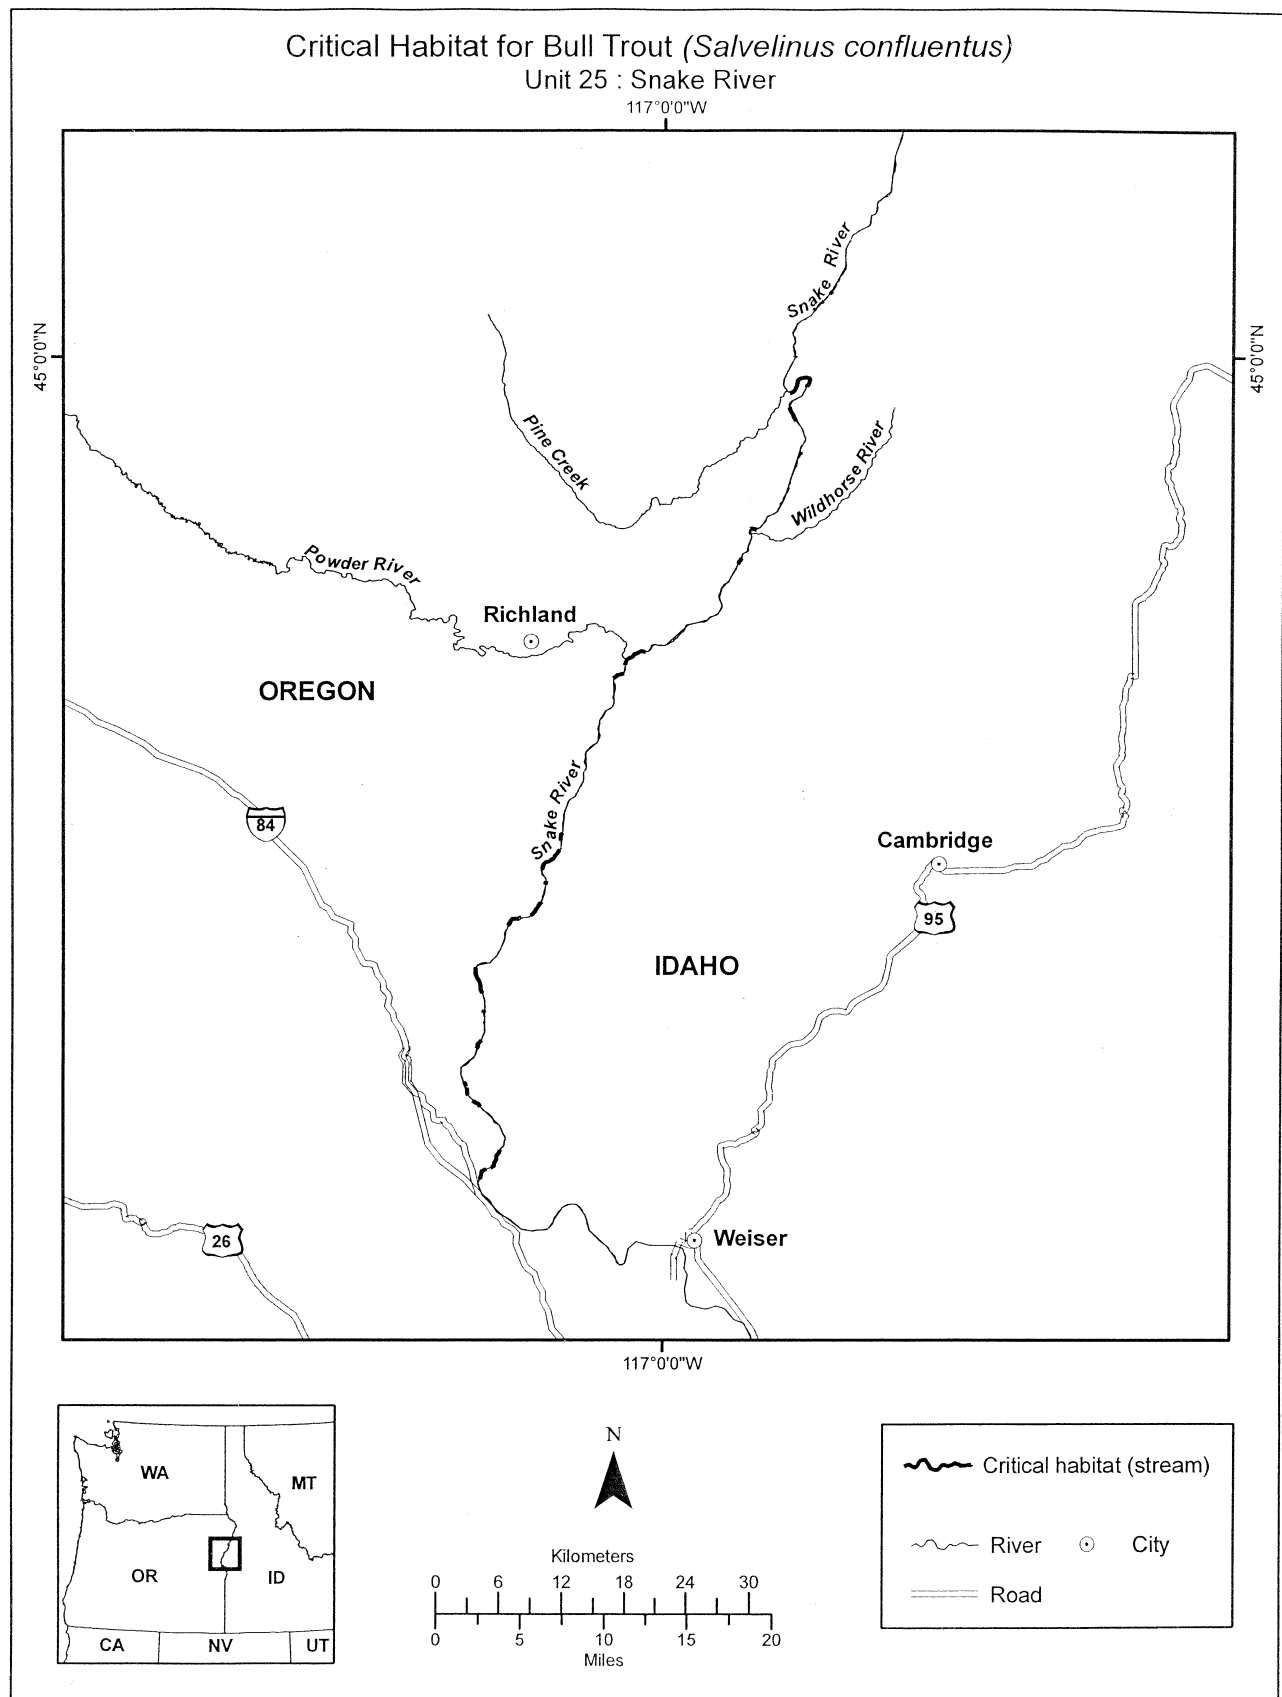 Critical Habitat for Bull Trout (Salvelinus confluentus)
Unit 25 : Snake River
117°0'0"W
Snake River
45°0'0"N
45°0'0"N
Pine Creek
Wildhorse River
Powder River
Richland
OREGON
Snake River
84
Cambridge
95
IDAHO
26
Weiser
117°0'0"W
WA
MT
OR
ID
CA
NV
UT
N
Kilometers
0 6 12 18 24 30
0 5 10 15 20
Miles
Critical habitat (stream)
River
City
Road